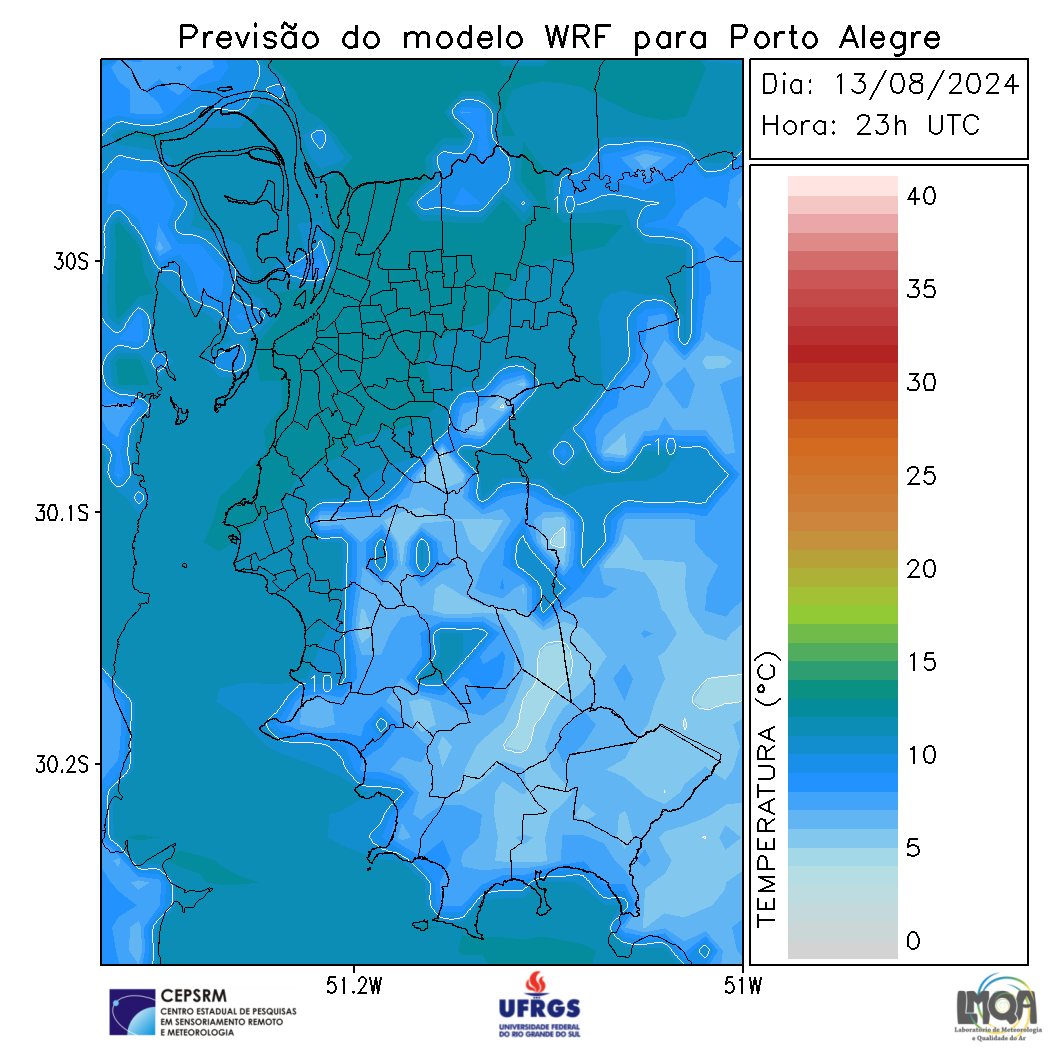 Previsão do modelo WRF para Porto Alegre
Dia: 13/08/2024
Hora: 23h UTC
40
35
30
25
20
15
10
5
0
TEMPERATURA (°C)
30S
30.1S
30.2S
51.2W
51W
10
10
10
CEPSRM
CENTRO ESTADUAL DE PESQUISAS
EM SENSORIAMENTO REMOTO
E METEOROLOGIA
UFRGS
UNIVERSIDADE FEDERAL
DO RIO GRANDE DO SUL
LMQA
Laboratório de Meteorologia
e Qualidade do Ar